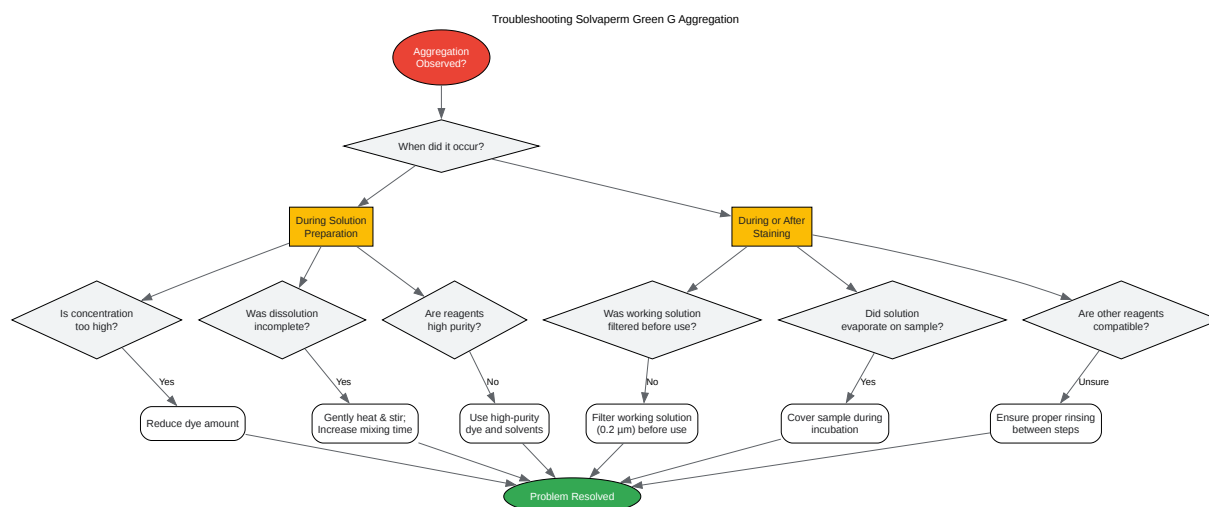 Troubleshooting Solvaperm Green G Aggregation
Aggregation
Observed?
When did it occur?
During Solution
Preparation
During or After
Staining
Is concentration
too high?
Was dissolution
incomplete?
Are reagents
high purity?
Was working solution
filtered before use?
Did solution
evaporate on sample?
Are other reagents
compatible?
Yes
Yes
No
No
Yes
Unsure
Reduce dye amount
Gently heat & stir;
Increase mixing time
Use high-purity
dye and solvents
Filter working solution
(0.2 µm) before use
Cover sample during
incubation
Ensure proper rinsing
between steps
Problem Resolved